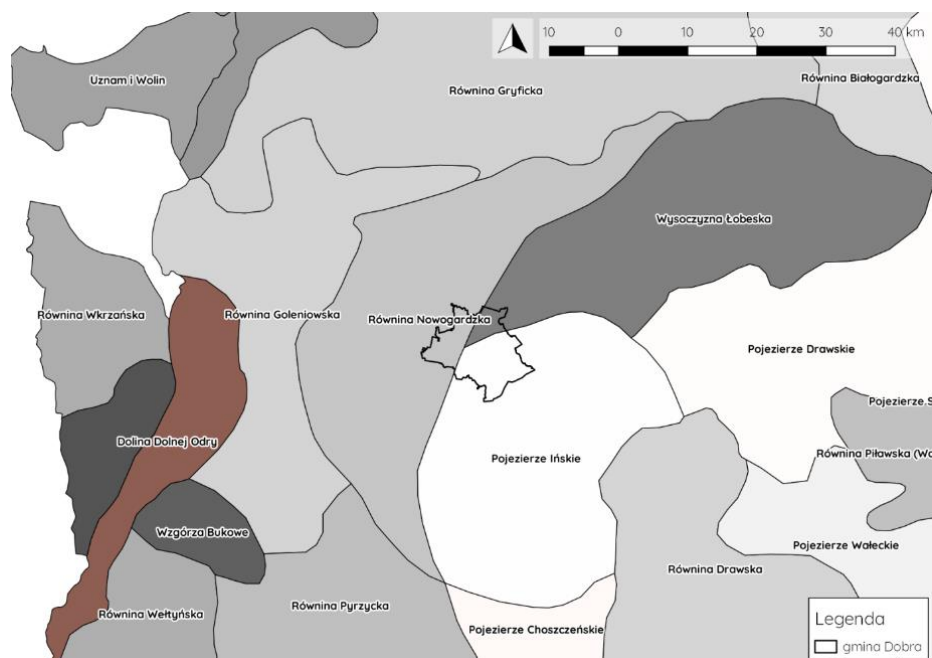 10 0 10 20 30 40 km
Uznam i Wolin
Równina Gryficka
Równina Białogardzka
Wysoczyzna Łobeska
Równina Wkrzańska
Równina Goleniowska
Równina Nowogardzka
Pojezierze Drawskie
Pojezierze S
Dolina Dolnej Odry
Pojezierze Ińskie
Równina Piławska (Wa
Wzgórza Bukowe
Pojezierze Wałeckie
Równina Drawska
Równina Wełtyńska
Równina Pyrzycka
Pojezierze Choszczeńskie
Legenda
gmina Dobra